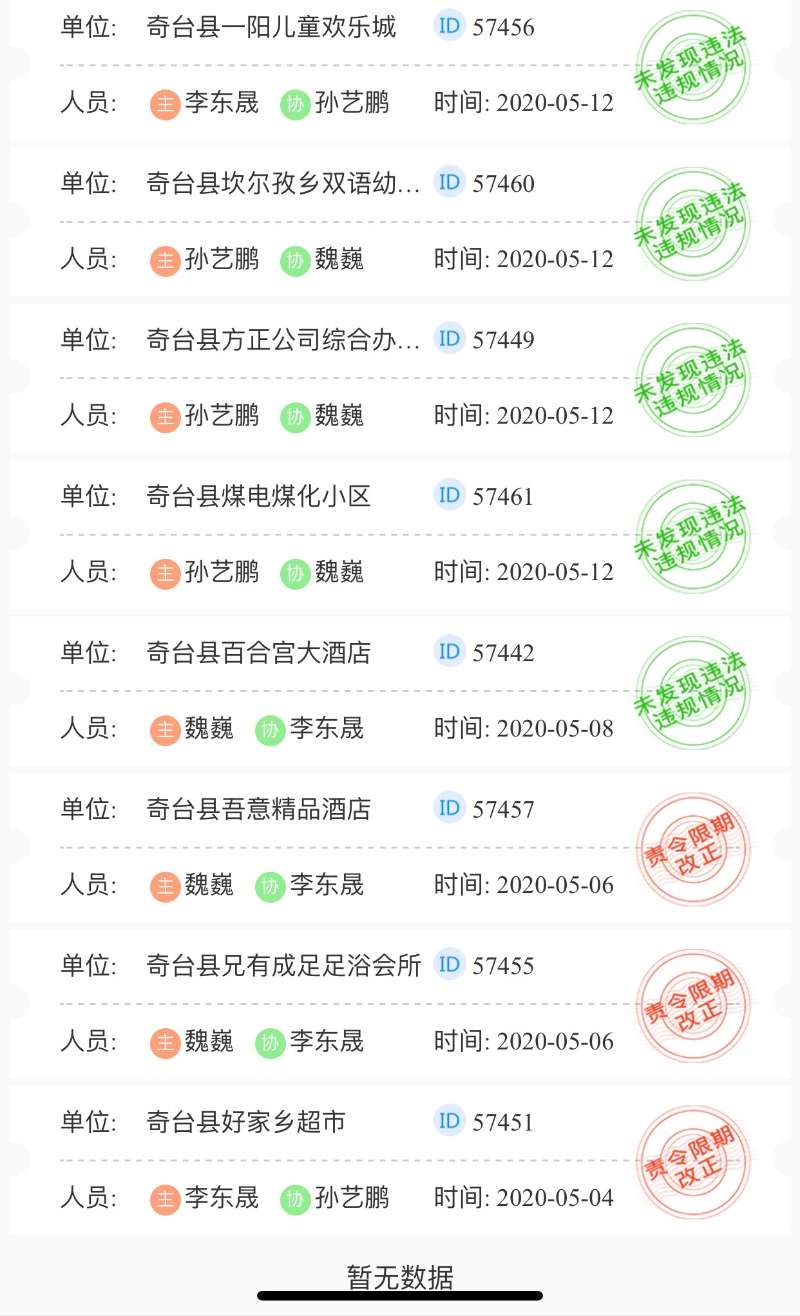 单位: 奇台县一阳儿童欢乐城 ID 57456
未发现违法
违规情况
人员: 主 李东晟 协 孙艺鹏 时间: 2020-05-12
单位: 奇台县坎尔孜乡双语幼... ID 57460
未发现违法
违规情况
人员: 主 孙艺鹏 协 魏巍 时间: 2020-05-12
单位: 奇台县方正公司综合办... ID 57449
未发现违法
违规情况
人员: 主 孙艺鹏 协 魏巍 时间: 2020-05-12
单位: 奇台县煤电煤化小区 ID 57461
未发现违法
违规情况
人员: 主 孙艺鹏 协 魏巍 时间: 2020-05-12
单位: 奇台县百合宫大酒店 ID 57442
未发现违法
违规情况
人员: 主 魏巍 协 李东晟 时间: 2020-05-08
单位: 奇台县吾意精品酒店 ID 57457
责令限期
改正
人员: 主 魏巍 协 李东晟 时间: 2020-05-06
单位: 奇台县兄有成足足浴会所 ID 57455
责令限期
改正
人员: 主 魏巍 协 李东晟 时间: 2020-05-06
单位: 奇台县好家乡超市 ID 57451
责令限期
改正
人员: 主 李东晟 协 孙艺鹏 时间: 2020-05-04
暂无数据